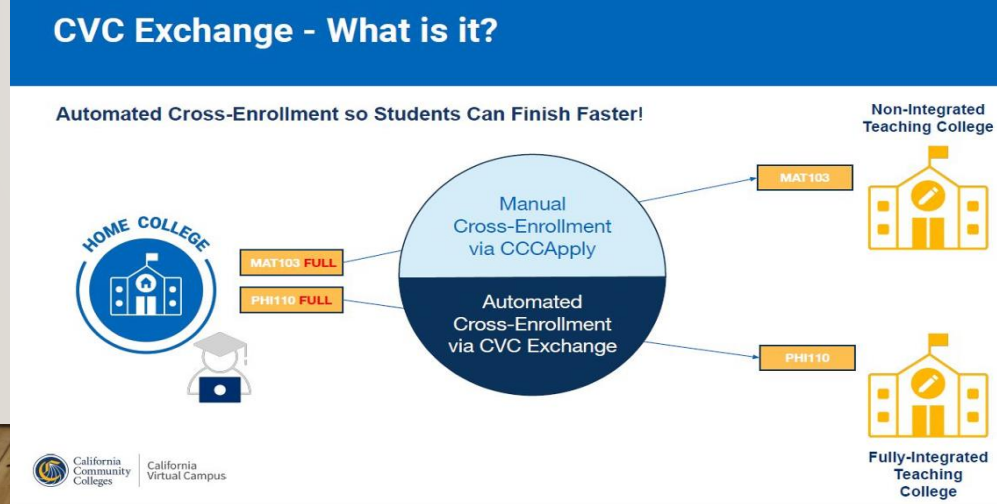 CVC Exchange - What is it?
Automated Cross-Enrollment so Students Can Finish Faster!
Non-Integrated
Teaching College
HOME COLLEGE
MAT103 FULL
PHI110 FULL
Manual
Cross-Enrollment
via CCCApply
Automated
Cross-Enrollment
via CVC Exchange
MAT103
PHI110
Fully-Integrated
Teaching
College
California
Community
Colleges
California
Virtual Campus